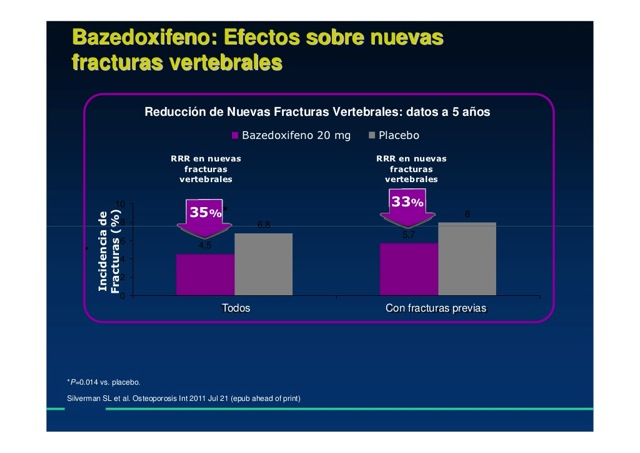 Bazedoxifeno: Efectos sobre nuevas
fracturas vertebrales
Reducción de Nuevas Fracturas Vertebrales: datos a 5 años
Bazedoxifeno 20 mg Placebo
RRR en nuevas
fracturas
vertebrales
RRR en nuevas
fracturas
vertebrales
35%
*
33%
Incidencia de
Fracturas (%)
10
0
*
4.5
6.8
5.7
8
Todos
Con fracturas previas
*P=0.014 vs. placebo.
Silverman SL et al. Osteoporosis Int 2011 Jul 21 (epub ahead of print)